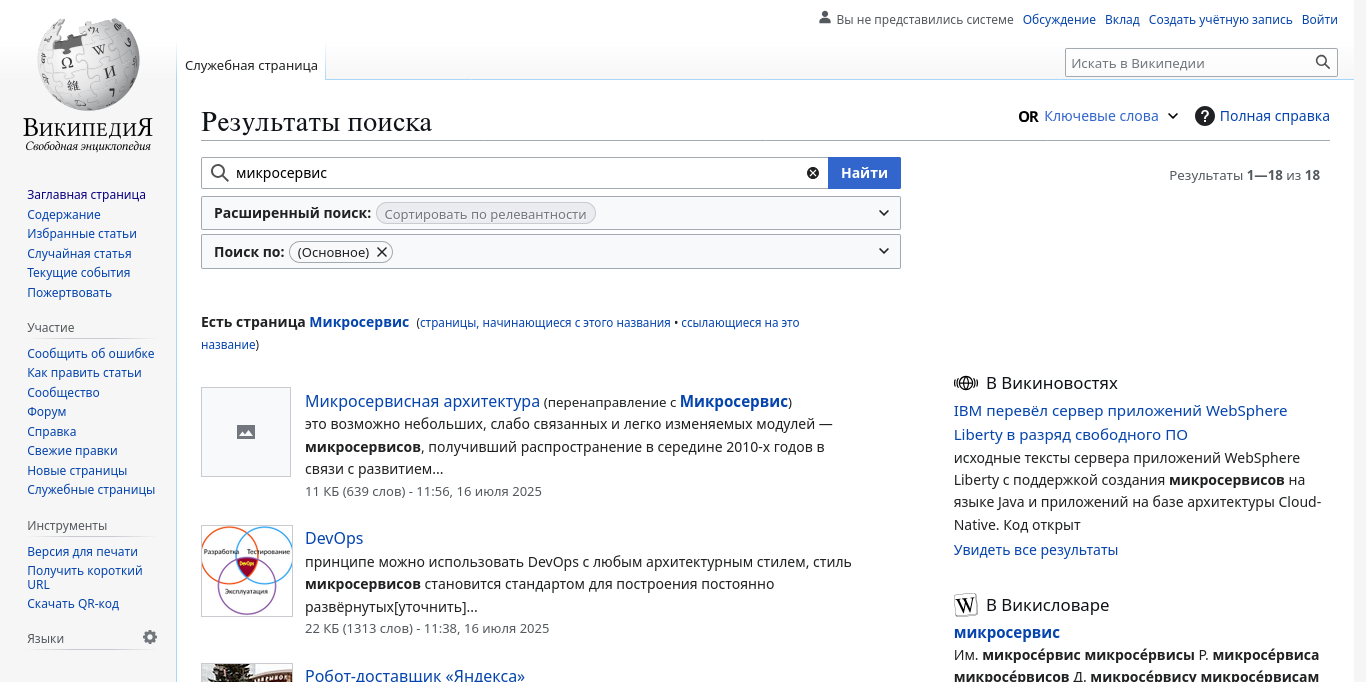 Вы не представились системе Обсуждение Вклад Создать учётную запись Войти
Служебная страница
Искать в Википедии
ВИКИПЕДИЯ
Свободная энциклопедия
Заглавная страница
Содержание
Избранные статьи
Случайная статья
Текущие события
Пожертвовать
Участие
Сообщить об ошибке
Как править статьи
Сообщество
Форум
Справка
Свежие правки
Новые страницы
Служебные страницы
Инструменты
Версия для печати
Получить короткий
URL
Скачать QR-код
Языки
Результаты поиска
OR Ключевые слова ? Полная справка
микросервис Найти
Результаты 1—18 из 18
Расширенный поиск: Сортировать по релевантности
Поиск по: (Основное)
Есть страница Микросервис (страницы, начинающиеся с этого названия • ссылающиеся на это
название)
Микросервисная архитектура (перенаправление с Микросервис)
это возможно небольших, слабо связанных и легко изменяемых модулей —
микросервисов, получивший распространение в середине 2010-х годов в
связи с развитием...
11 КБ (639 слов) - 11:56, 16 июля 2025
Разработка Тестирование
DevOps
Эксплуатация
DevOps
принципе можно использовать DevOps с любым архитектурным стилем, стиль
микросервисов становится стандартом для построения постоянно
развёрнутых[уточнить]...
22 КБ (1313 слов) - 11:38, 16 июля 2025
Робот-доставщик «Яндекса»
В Викиновостях
IBM перевёл сервер приложений WebSphere
Liberty в разряд свободного ПО
исходные тексты сервера приложений WebSphere
Liberty с поддержкой создания микросервисов на
языке Java и приложений на базе архитектуры Cloud-
Native. Код открыт
Увидеть все результаты
В Викисловаре
микросервис
Им. микросе́рвис микросе́рвисы Р. микросе́рвиса
микросе́рвисов Д. микросе́рвису микросе́рвисам